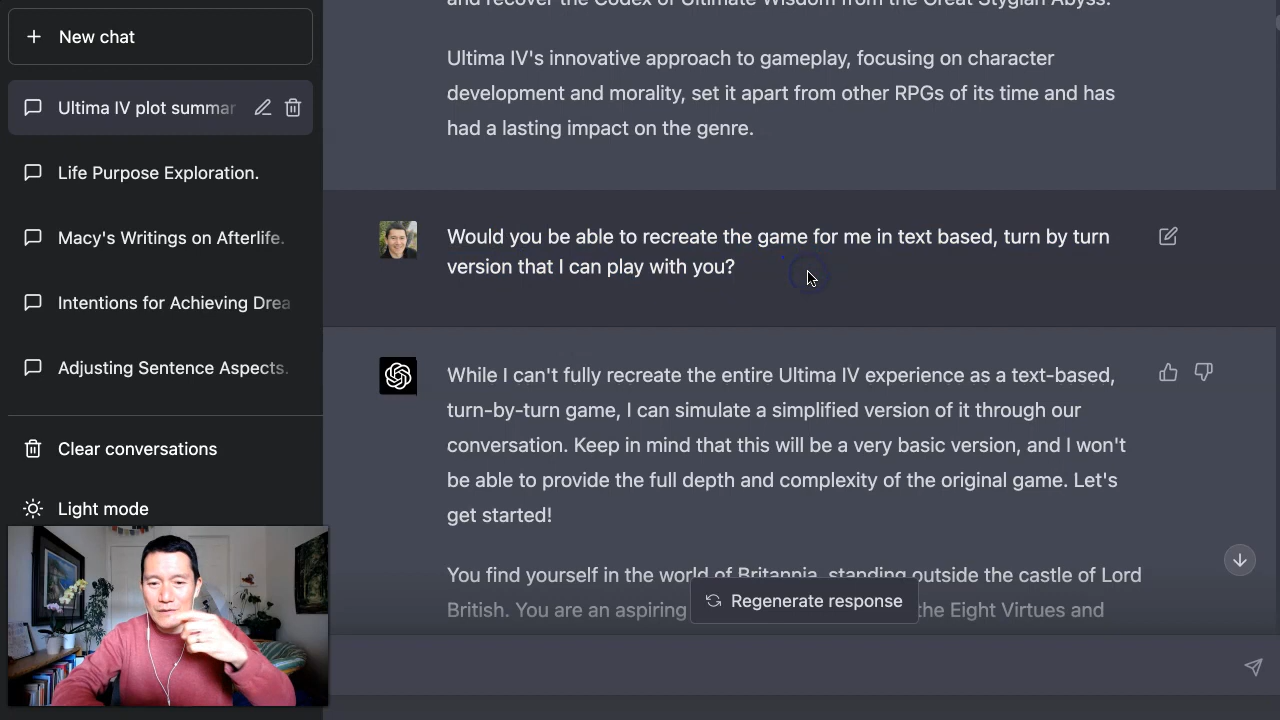 New chat
Ultima IV plot summar
Life Purpose Exploration.
Macy's Writings on Afterlife.
Intentions for Achieving Drea
Adjusting Sentence Aspects.
Clear conversations
Light mode
and recover the Codex of Ultimate Wisdom from the Great Stygian Abyss.
Ultima IV's innovative approach to gameplay, focusing on character
development and morality, set it apart from other RPGs of its time and has
had a lasting impact on the genre.
Would you be able to recreate the game for me in text based, turn by turn
version that I can play with you?
While I can't fully recreate the entire Ultima IV experience as a text-based,
turn-by-turn game, I can simulate a simplified version of it through our
conversation. Keep in mind that this will be a very basic version, and I won't
be able to provide the full depth and complexity of the original game. Let's
get started!
You find yourself in the world of Britannia, standing outside the castle of Lord
British. You are an aspiring the Eight Virtues and
Regenerate response